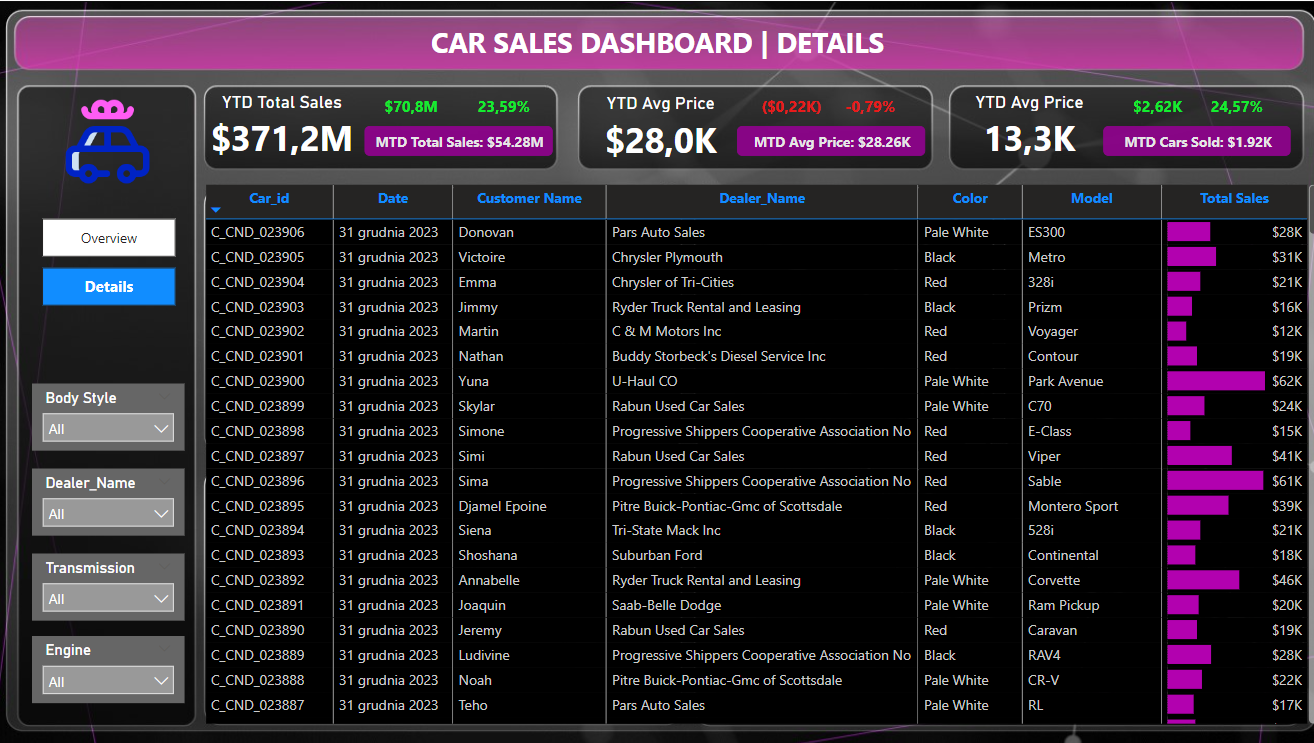 CAR SALES DASHBOARD | DETAILS
YTD Total Sales
$70,8M 23,59%
$371,2M
MTD Total Sales: $54.28M
YTD Avg Price
($0,22K) -0,79%
$28,0K
MTD Avg Price: $28.26K
YTD Avg Price
$2,62K 24,57%
13,3K
MTD Cars Sold: $1.92K
Overview
Details
Body Style
All
Dealer_Name
All
Transmission
All
Engine
All
Car_id Date Customer Name Dealer_Name Color Model Total Sales
C_CND_023906 31 grudnia 2023 Donovan Pars Auto Sales Pale White ES300 $28K
C_CND_023905 31 grudnia 2023 Victoire Chrysler Plymouth Black Metro $31K
C_CND_023904 31 grudnia 2023 Emma Chrysler of Tri-Cities Red 328i $21K
C_CND_023903 31 grudnia 2023 Jimmy Ryder Truck Rental and Leasing Black Prizm $16K
C_CND_023902 31 grudnia 2023 Martin C & M Motors Inc Red Voyager $12K
C_CND_023901 31 grudnia 2023 Nathan Buddy Storbeck's Diesel Service Inc Red Contour $19K
C_CND_023900 31 grudnia 2023 Yuna U-Haul CO Pale White Park Avenue $62K
C_CND_023899 31 grudnia 2023 Skylar Rabun Used Car Sales Pale White C70 $24K
C_CND_023898 31 grudnia 2023 Simone Progressive Shippers Cooperative Association No Red E-Class $15K
C_CND_023897 31 grudnia 2023 Simi Rabun Used Car Sales Red Viper $41K
C_CND_023896 31 grudnia 2023 Sima Progressive Shippers Cooperative Association No Red Sable $61K
C_CND_023895 31 grudnia 2023 Djamel Epoine Pitre Buick-Pontiac-Gmc of Scottsdale Red Montero Sport $39K
C_CND_023894 31 grudnia 2023 Siena Tri-State Mack Inc Black 528i $21K
C_CND_023893 31 grudnia 2023 Shoshana Suburban Ford Black Continental $18K
C_CND_023892 31 grudnia 2023 Annabelle Ryder Truck Rental and Leasing Pale White Corvette $46K
C_CND_023891 31 grudnia 2023 Joaquin Saab-Belle Dodge Pale White Ram Pickup $20K
C_CND_023890 31 grudnia 2023 Jeremy Rabun Used Car Sales Red Caravan $19K
C_CND_023889 31 grudnia 2023 Ludivine Progressive Shippers Cooperative Association No Black RAV4 $28K
C_CND_023888 31 grudnia 2023 Noah Pitre Buick-Pontiac-Gmc of Scottsdale Pale White CR-V $22K
C_CND_023887 31 grudnia 2023 Teho Pars Auto Sales Pale White RL $17K